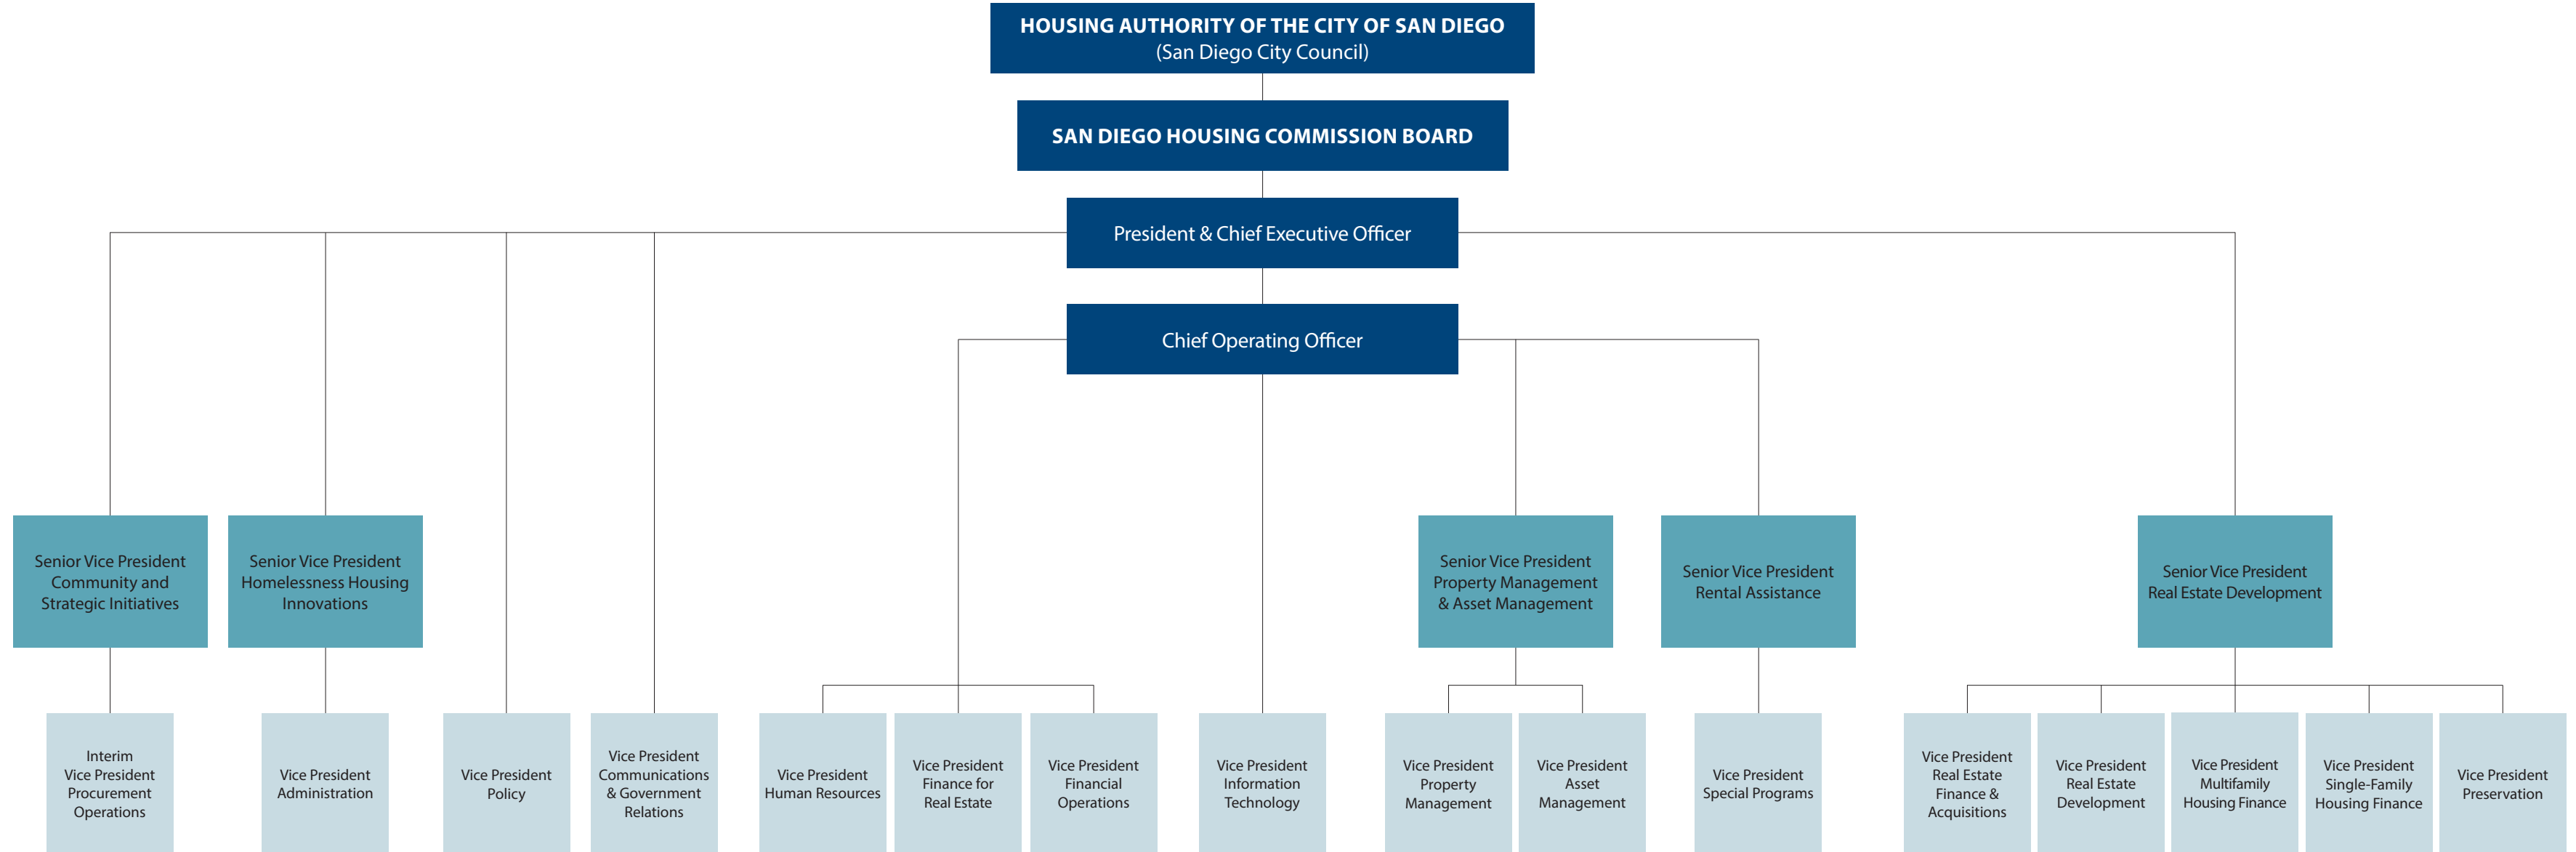 HOUSING AUTHORITY OF THE CITY OF SAN DIEGO
(San Diego City Council)
SAN DIEGO HOUSING COMMISSION BOARD
President & Chief Executive Officer
Chief Operating Officer
Senior Vice President
Community and
Strategic Initiatives
Senior Vice President
Homelessness Housing
Innovations
Senior Vice President
Property Management
& Asset Management
Senior Vice President
Rental Assistance
Senior Vice President
Real Estate Development
Interim
Vice President
Procurement
Operations
Vice President
Administration
Vice President
Policy
Vice President
Communications
& Government
Relations
Vice President
Human Resources
Vice President
Finance for
Real Estate
Vice President
Financial
Operations
Vice President
Information
Technology
Vice President
Property
Management
Vice President
Asset
Management
Vice President
Special Programs
Vice President
Real Estate
Finance &
Acquisitions
Vice President
Real Estate
Development
Vice President
Multifamily
Housing Finance
Vice President
Single-Family
Housing Finance
Vice President
Preservation